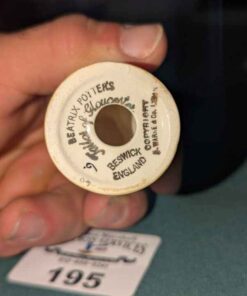 BEATRIX POTTER'S
"Tailor of Gloucester"
BESWICK
ENGLAND
COPYRIGHT
F. WARNE & CO. LTD.
195